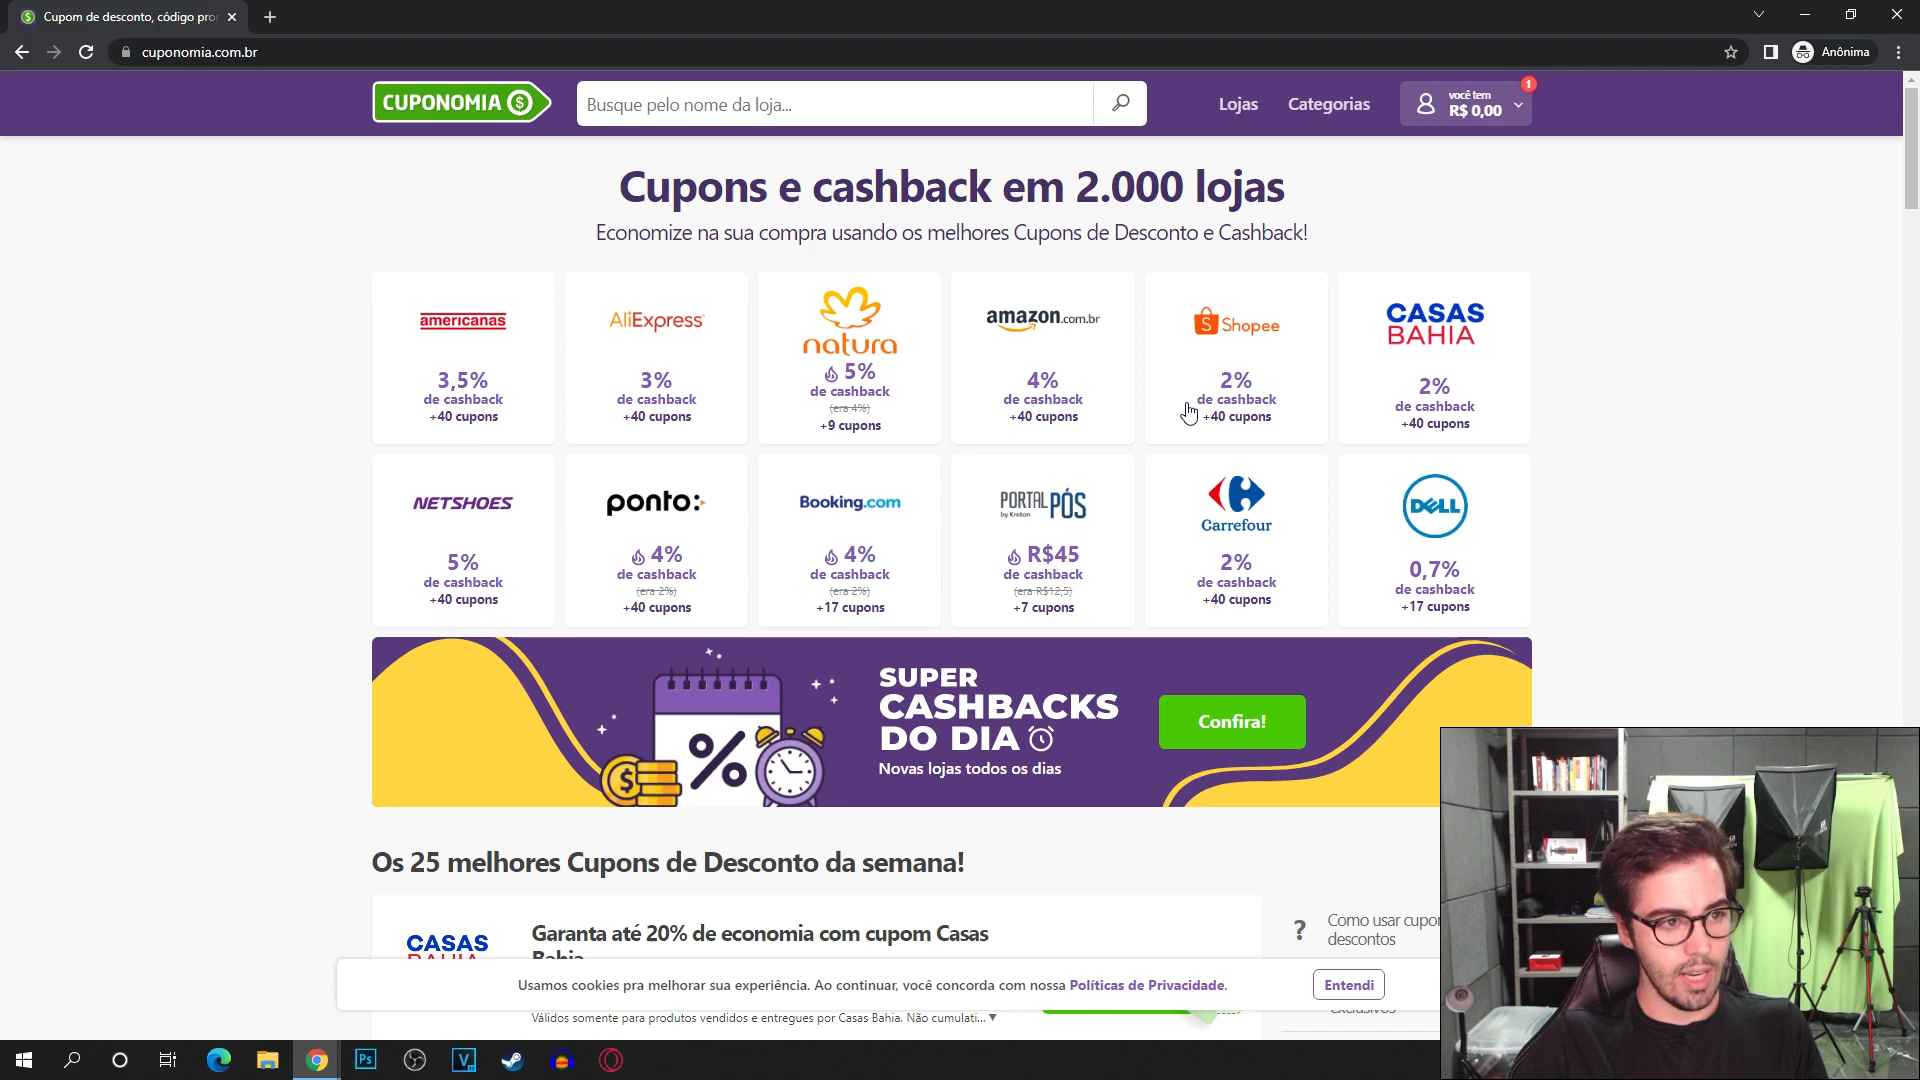 Cupom de desconto, código pro
cuponomia.com.br
Anônima
CUPONOMIA $
Busque pelo nome da loja...
Lojas
Categorias
você tem
R$ 0,00
1
Cupons e cashback em 2.000 lojas
Economize na sua compra usando os melhores Cupons de Desconto e Cashback!
americanas
3,5%
de cashback
+40 cupons
AliExpress
3%
de cashback
+40 cupons
natura
5%
de cashback
(era 4%)
+9 cupons
amazon.com.br
4%
de cashback
+40 cupons
S Shopee
2%
de cashback
+40 cupons
CASAS
BAHIA
2%
de cashback
+40 cupons
NETSHOES
5%
de cashback
+40 cupons
ponto:>
4%
de cashback
(era 2%)
+40 cupons
Booking.com
4%
de cashback
(era 2%)
+17 cupons
PORTAL PÓS
by Kroton
R$45
de cashback
(era R$12,5)
+7 cupons
Carrefour
2%
de cashback
+40 cupons
DELL
0,7%
de cashback
+17 cupons
%
$
SUPER
CASHBACKS
DO DIA
Novas lojas todos os dias
Confira!
Os 25 melhores Cupons de Desconto da semana!
CASAS
BAHIA
Garanta até 20% de economia com cupom Casas
Bahia
? Como usar cupo
descontos
Usamos cookies pra melhorar sua experiência. Ao continuar, você concorda com nossa Políticas de Privacidade.
Entendi
exclusivos
Válidos somente para produtos vendidos e entregues por Casas Bahia. Não cumulati... ▼
Ps
V